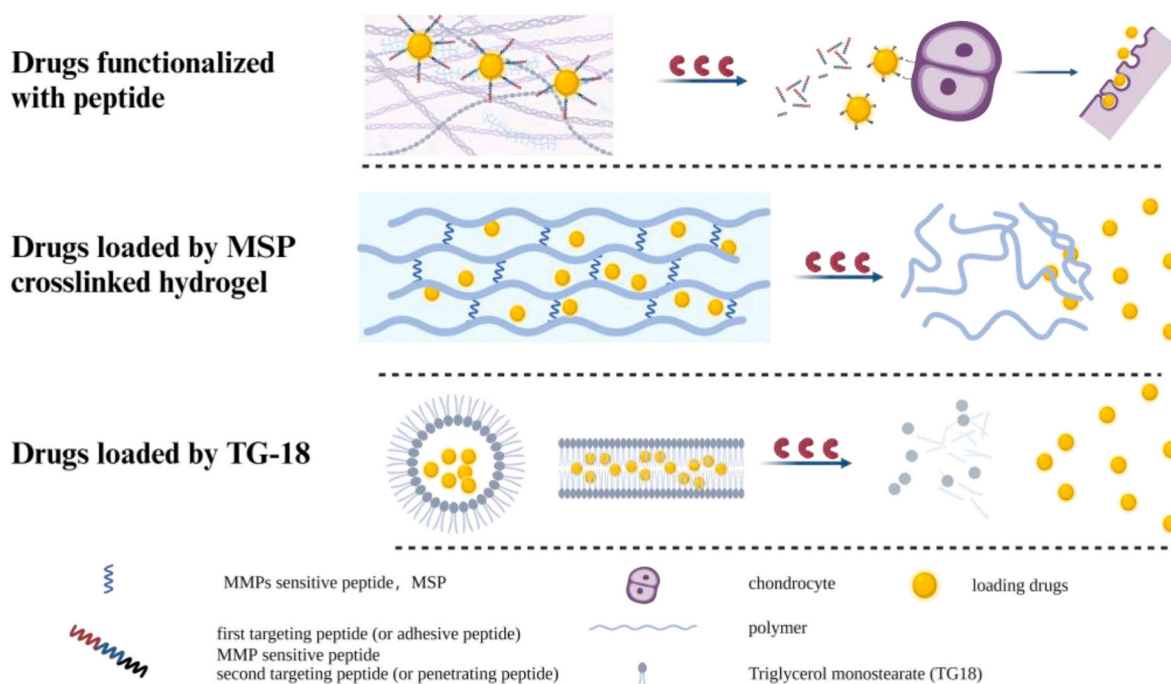 Drugs functionalized
with peptide
Drugs loaded by MSP
crosslinked hydrogel
Drugs loaded by TG-18
MMPs sensitive peptide, MSP
chondrocyte
loading drugs
first targeting peptide (or adhesive peptide)
MMP sensitive peptide
second targeting peptide (or penetrating peptide)
polymer
Triglycerol monostearate (TG18)